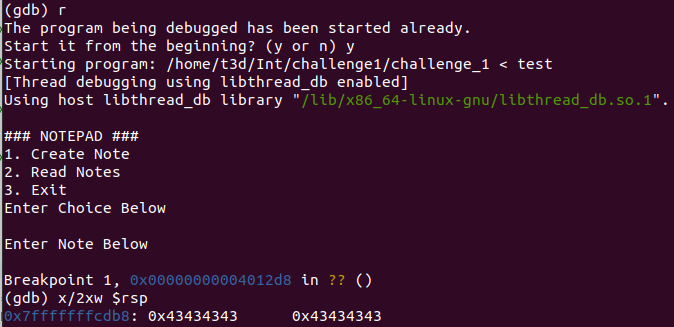 (gdb) r
The program being debugged has been started already.
Start it from the beginning? (y or n) y
Starting program: /home/t3d/Int/challenge1/challenge_1 < test
[Thread debugging using libthread_db enabled]
Using host libthread_db library "/lib/x86_64-linux-gnu/libthread_db.so.1".
### NOTEPAD ###
1. Create Note
2. Read Notes
3. Exit
Enter Choice Below
Enter Note Below
Breakpoint 1, 0x00000000004012d8 in ?? ()
(gdb) x/2xw $rsp
0x7fffffffcdb8: 0x43434343 0x43434343